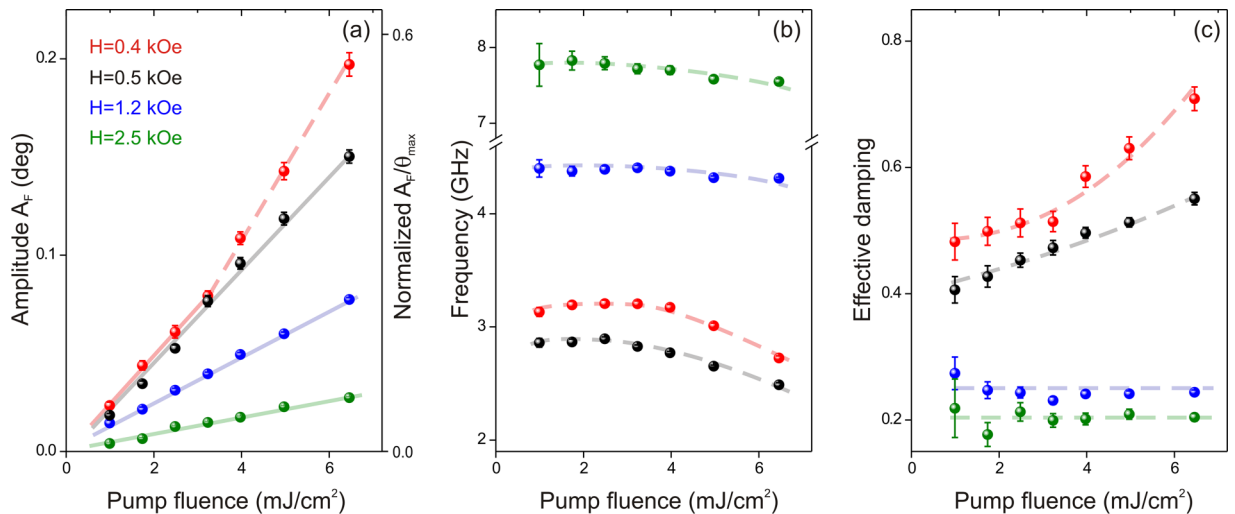 (a)
H=0.4 kOe
H=0.5 kOe
H=1.2 kOe
H=2.5 kOe
Amplitude A_F (deg)
0.2
0.1
0.0
0 2 4 6
Pump fluence (mJ/cm²)
0.6
0.0
Normalized A_F/θ_max
(b)
Frequency (GHz)
8
7
4
3
2
0 2 4 6
Pump fluence (mJ/cm²)
(c)
Effective damping
0.8
0.6
0.4
0.2
0 2 4 6
Pump fluence (mJ/cm²)